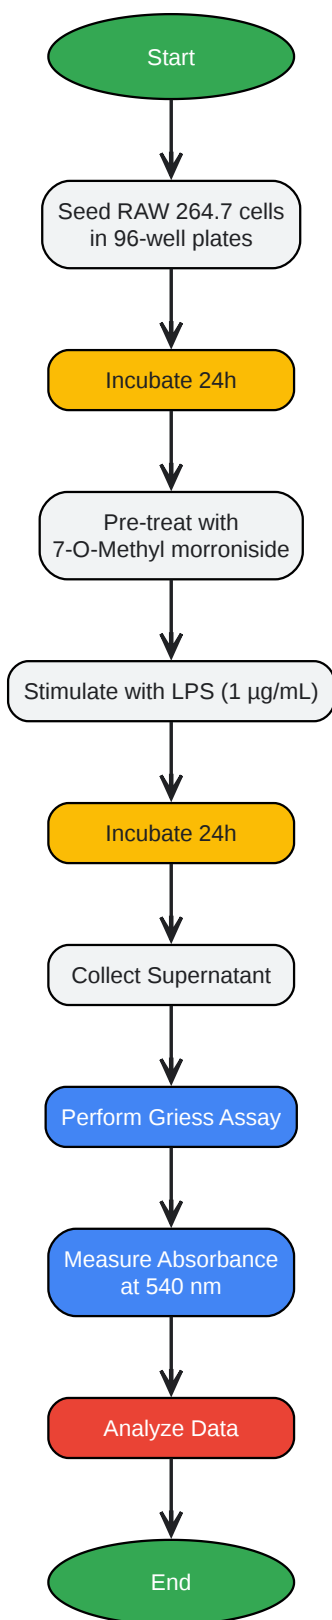 Start
Seed RAW 264.7 cells
in 96-well plates
Incubate 24h
Pre-treat with
7-O-Methyl morroniside
Stimulate with LPS (1 µg/mL)
Incubate 24h
Collect Supernatant
Perform Griess Assay
Measure Absorbance
at 540 nm
Analyze Data
End